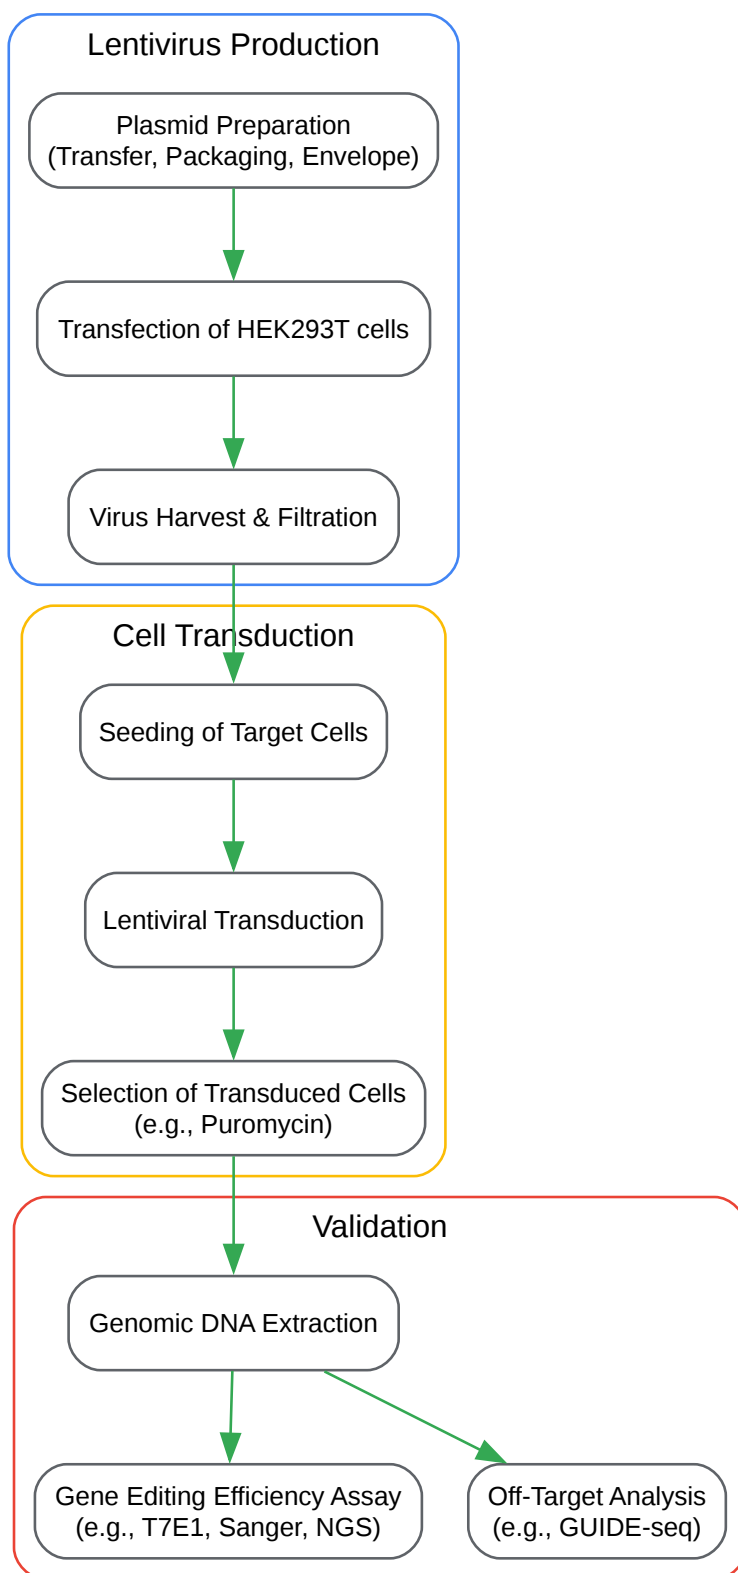 Lentivirus Production
Plasmid Preparation
(Transfer, Packaging, Envelope)
Transfection of HEK293T cells
Virus Harvest & Filtration
Cell Transduction
Seeding of Target Cells
Lentiviral Transduction
Selection of Transduced Cells
(e.g., Puromycin)
Validation
Genomic DNA Extraction
Gene Editing Efficiency Assay
(e.g., T7E1, Sanger, NGS)
Off-Target Analysis
(e.g., GUIDE-seq)